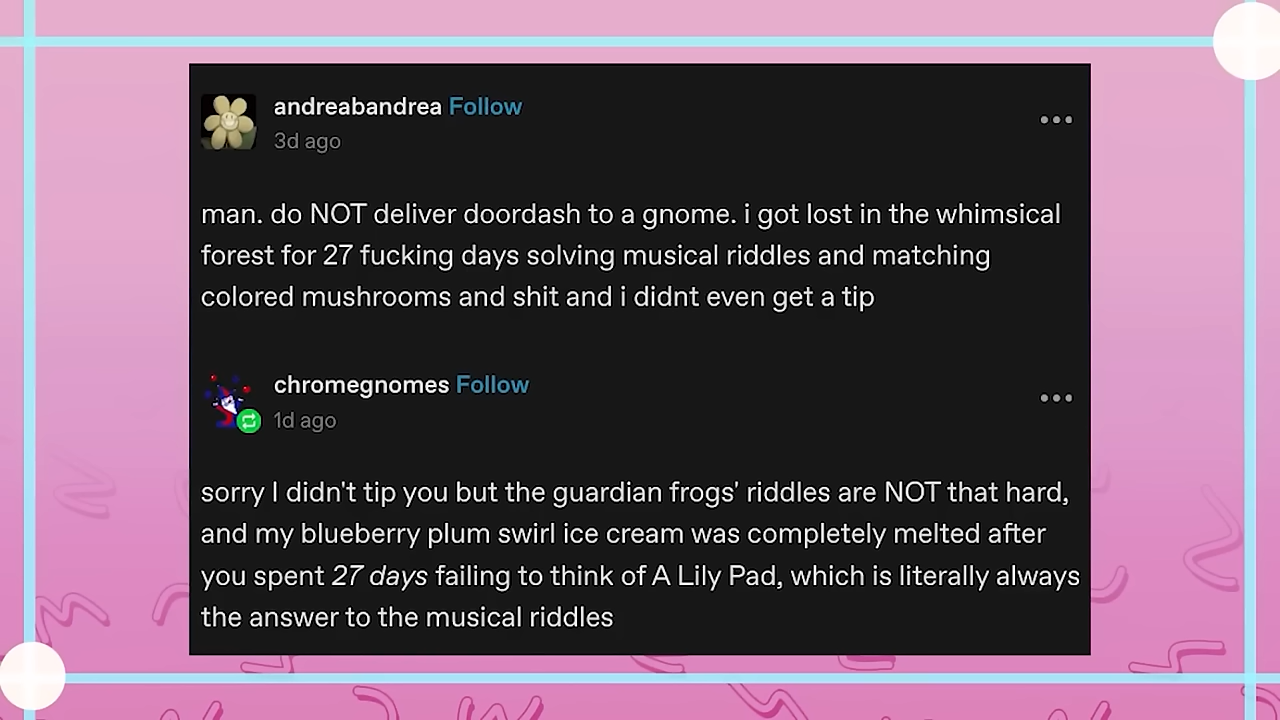 andreabandrea Follow
3d ago
man. do NOT deliver doordash to a gnome. i got lost in the whimsical
forest for 27 fucking days solving musical riddles and matching
colored mushrooms and shit and i didnt even get a tip
chromegnomes Follow
1d ago
sorry I didn't tip you but the guardian frogs' riddles are NOT that hard,
and my blueberry plum swirl ice cream was completely melted after
you spent 27 days failing to think of A Lily Pad, which is literally always
the answer to the musical riddles